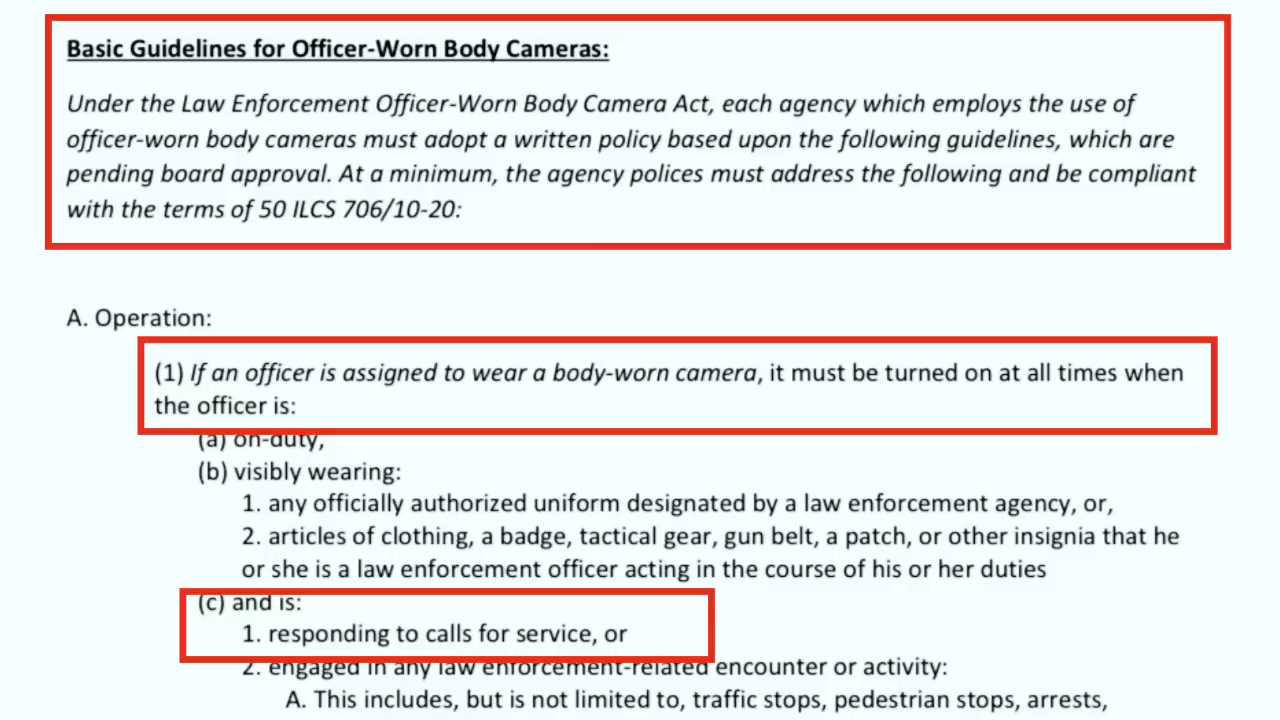 Basic Guidelines for Officer-Worn Body Cameras:
Under the Law Enforcement Officer-Worn Body Camera Act, each agency which employs the use of
officer-worn body cameras must adopt a written policy based upon the following guidelines, which are
pending board approval. At a minimum, the agency polices must address the following and be compliant
with the terms of 50 ILCS 706/10-20:
A. Operation:
(1) If an officer is assigned to wear a body-worn camera, it must be turned on at all times when
the officer is:
(a) on-duty,
(b) visibly wearing:
1. any officially authorized uniform designated by a law enforcement agency, or,
2. articles of clothing, a badge, tactical gear, gun belt, a patch, or other insignia that he
or she is a law enforcement officer acting in the course of his or her duties
(c) and is:
1. responding to calls for service, or
2. engaged in any law enforcement-related encounter or activity:
A. This includes, but is not limited to, traffic stops, pedestrian stops, arrests,